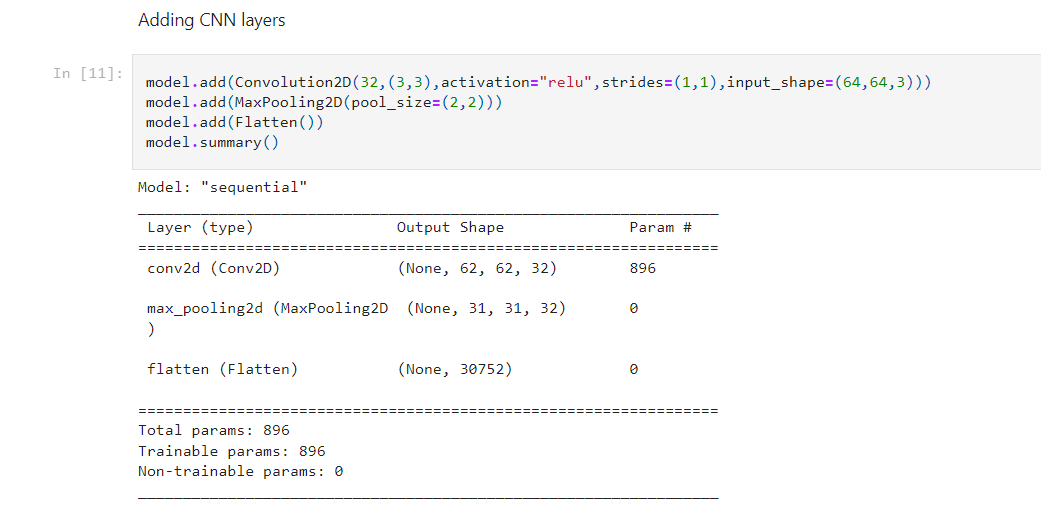 Adding CNN layers
In [11]:
model.add(Convolution2D(32,(3,3),activation="relu",strides=(1,1),input_shape=(64,64,3)))
model.add(MaxPooling2D(pool_size=(2,2)))
model.add(Flatten())
model.summary()
Model: "sequential"
_________________________________________________________________
Layer (type) Output Shape Param #
=================================================================
conv2d (Conv2D) (None, 62, 62, 32) 896
max_pooling2d (MaxPooling2D (None, 31, 31, 32) 0
)
flatten (Flatten) (None, 30752) 0
=================================================================
Total params: 896
Trainable params: 896
Non-trainable params: 0
_________________________________________________________________